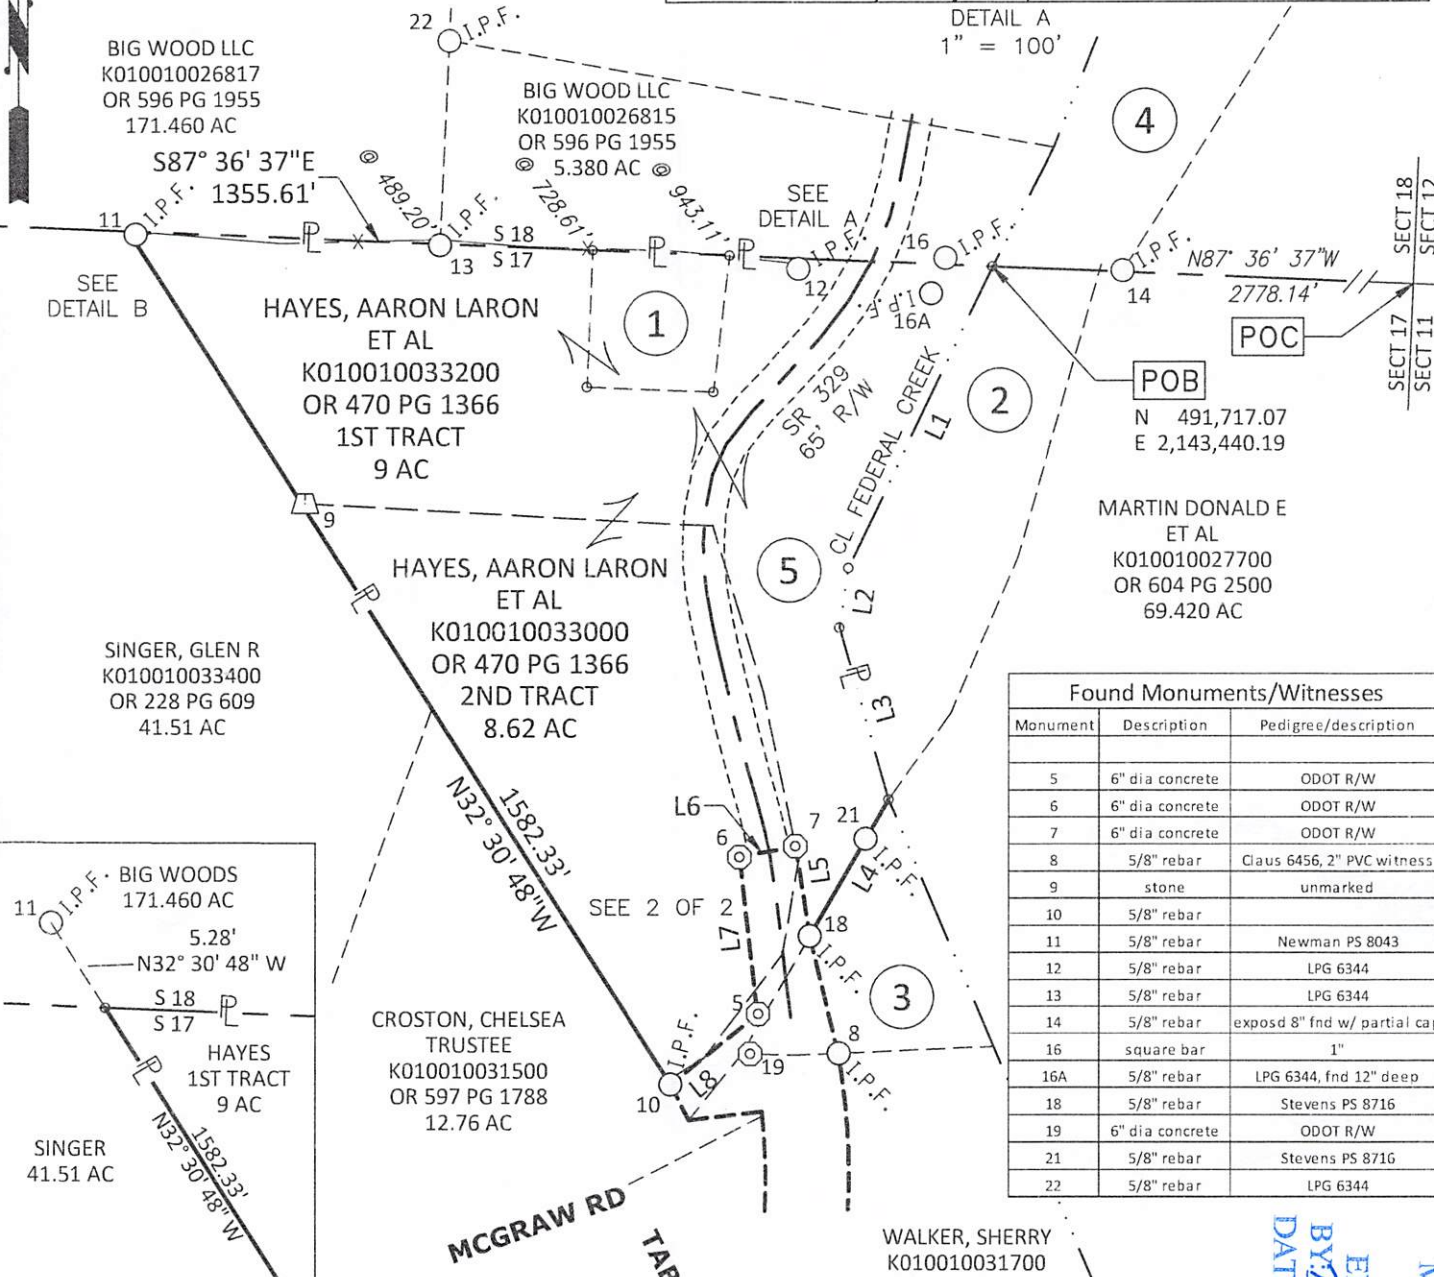 N
DETAIL A
1" = 100'
22
I.P.F.
BIG WOOD LLC
K010010026817
OR 596 PG 1955
171.460 AC
BIG WOOD LLC
K010010026815
OR 596 PG 1955
5.380 AC
4
S87° 36' 37"E
1355.61'
@ 489.20'
@ 728.61'
@ 943.11'
SEE
DETAIL A
SECT 18
SECT 12
11
I.P.F.
PL
13
I.P.F.
S 18
S 17
PL
PL
12
I.P.F.
16
I.P.F.
14
I.P.F.
N87° 36' 37"W
2778.14'
I.P.F.
16A
SEE
DETAIL B
HAYES, AARON LARON
ET AL
K010010033200
OR 470 PG 1366
1ST TRACT
9 AC
1
POC
SECT 17
SECT 11
POB
N 491,717.07
E 2,143,440.19
SR 329
65' R/W
CL FEDERAL CREEK
L1
2
9
Z
HAYES, AARON LARON
ET AL
K010010033000
OR 470 PG 1366
2ND TRACT
8.62 AC
5
MARTIN DONALD E
ET AL
K010010027700
OR 604 PG 2500
69.420 AC
PL
L2
PL
L3
SINGER, GLEN R
K010010033400
OR 228 PG 609
41.51 AC
Found Monuments/Witnesses
Monument Description Pedigree/description
5 6" dia concrete ODOT R/W
6 6" dia concrete ODOT R/W
7 6" dia concrete ODOT R/W
8 5/8" rebar Claus 6456, 2" PVC witness
9 stone unmarked
10 5/8" rebar
11 5/8" rebar Newman PS 8043
12 5/8" rebar LPG 6344
13 5/8" rebar LPG 6344
14 5/8" rebar exposd 8" fnd w/ partial cap
16 square bar 1"
16A 5/8" rebar LPG 6344, fnd 12" deep
18 5/8" rebar Stevens PS 8716
19 6" dia concrete ODOT R/W
21 5/8" rebar Stevens PS 8716
22 5/8" rebar LPG 6344
1582.33'
N32° 30' 48"W
L6
6
7
21
I.P.F.
L5
L4
SEE 2 OF 2
L7
18
I.P.F.
3
5
19
8
I.P.F.
I.P.F.
10
L8
11
I.P.F.
BIG WOODS
171.460 AC
5.28'
N32° 30' 48" W
S 18
S 17
PL
PL
HAYES
1ST TRACT
9 AC
SINGER
41.51 AC
1582.33'
N32° 30' 48" W
CROSTON, CHELSEA
TRUSTEE
K010010031500
OR 597 PG 1788
12.76 AC
MCGRAW RD
WALKER, SHERRY
K010010031700
BY:
DAT